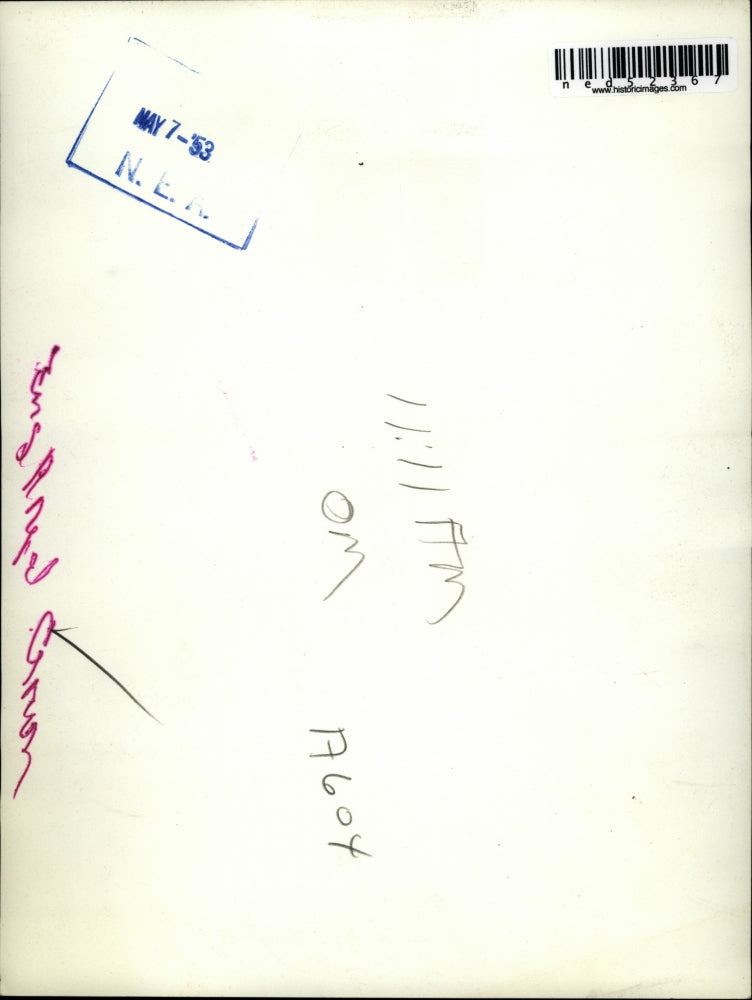 ned52367
www.historicimages.com
MAY 7-'53
N. E. A.
11:11 AM
OM
A604